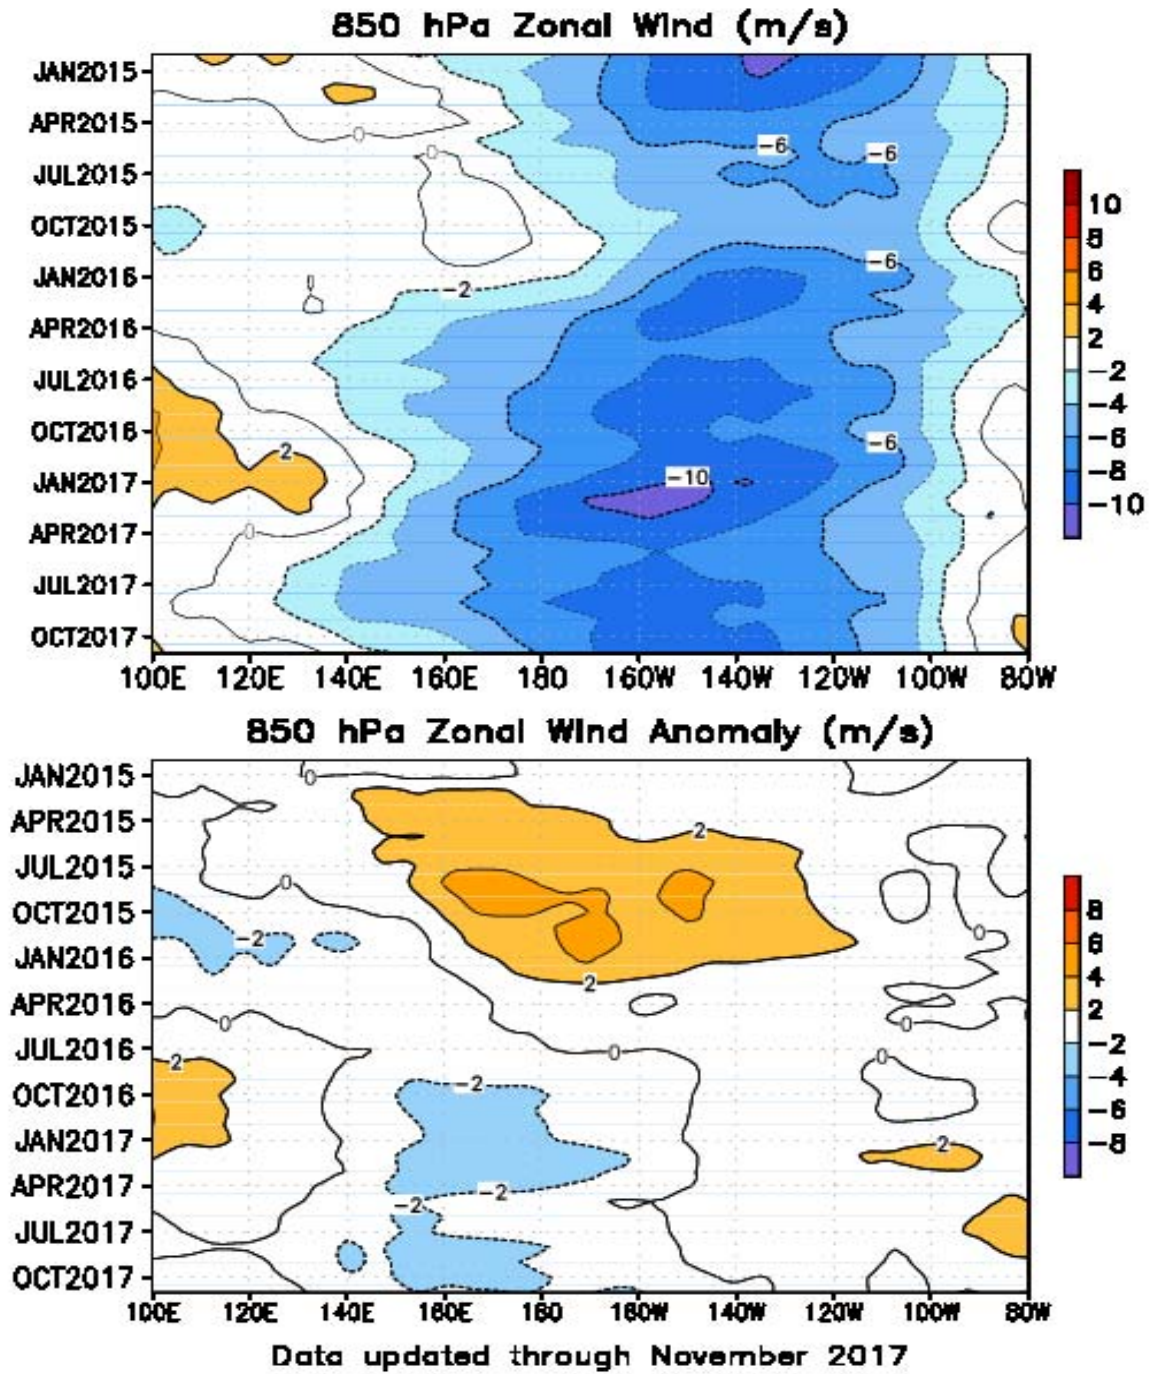 850 hPa Zonal Wind (m/s)
JAN2015
APR2015
JUL2015
OCT2015
JAN2016
APR2016
JUL2016
OCT2016
JAN2017
APR2017
JUL2017
OCT2017
0
0
-6
-6
0
-2
-6
2
-6
-10
0
100E 120E 140E 160E 180 160W 140W 120W 100W 80W
10
8
6
4
2
-2
-4
-6
-8
-10
850 hPa Zonal Wind Anomaly (m/s)
JAN2015
APR2015
JUL2015
OCT2015
JAN2016
APR2016
JUL2016
OCT2016
JAN2017
APR2017
JUL2017
OCT2017
0
2
0
-2
0
2
0
0
0
2
0
-2
2
-2
-2
100E 120E 140E 160E 180 160W 140W 120W 100W 80W
8
6
4
2
-2
-4
-6
-8
Data updated through November 2017